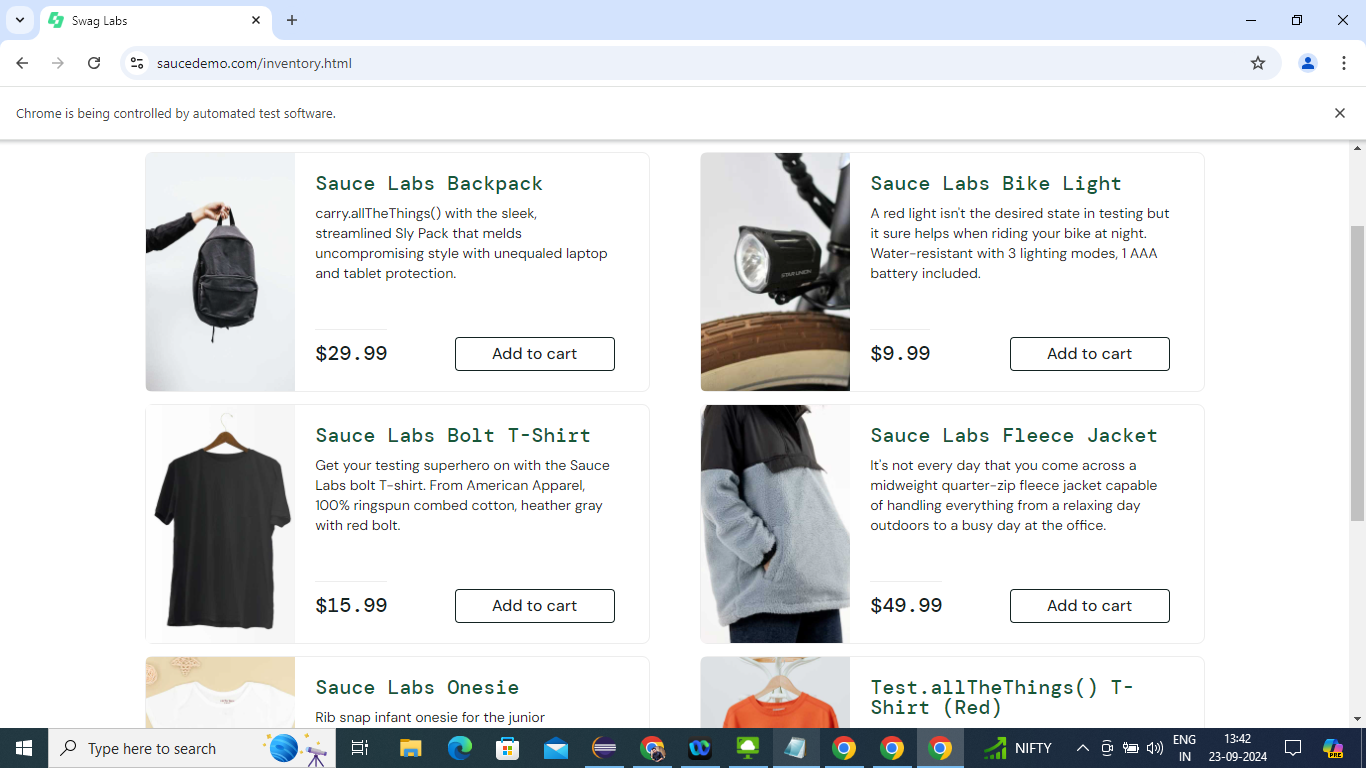 Swag Labs
saucedemo.com/inventory.html
Chrome is being controlled by automated test software.
Sauce Labs Backpack
carry.allTheThings() with the sleek,
streamlined Sly Pack that melds
uncompromising style with unequaled laptop
and tablet protection.
$29.99
Add to cart
Sauce Labs Bike Light
A red light isn't the desired state in testing but
it sure helps when riding your bike at night.
Water-resistant with 3 lighting modes, 1 AAA
battery included.
$9.99
Add to cart
STAR UNION
Sauce Labs Bolt T-Shirt
Get your testing superhero on with the Sauce
Labs bolt T-shirt. From American Apparel,
100% ringspun combed cotton, heather gray
with red bolt.
$15.99
Add to cart
Sauce Labs Fleece Jacket
It's not every day that you come across a
midweight quarter-zip fleece jacket capable
of handling everything from a relaxing day
outdoors to a busy day at the office.
$49.99
Add to cart
Sauce Labs Onesie
Rib snap infant onesie for the junior
Test.allTheThings() T-
Shirt (Red)
Type here to search
NIFTY
ENG
IN
13:42
23-09-2024
PRE